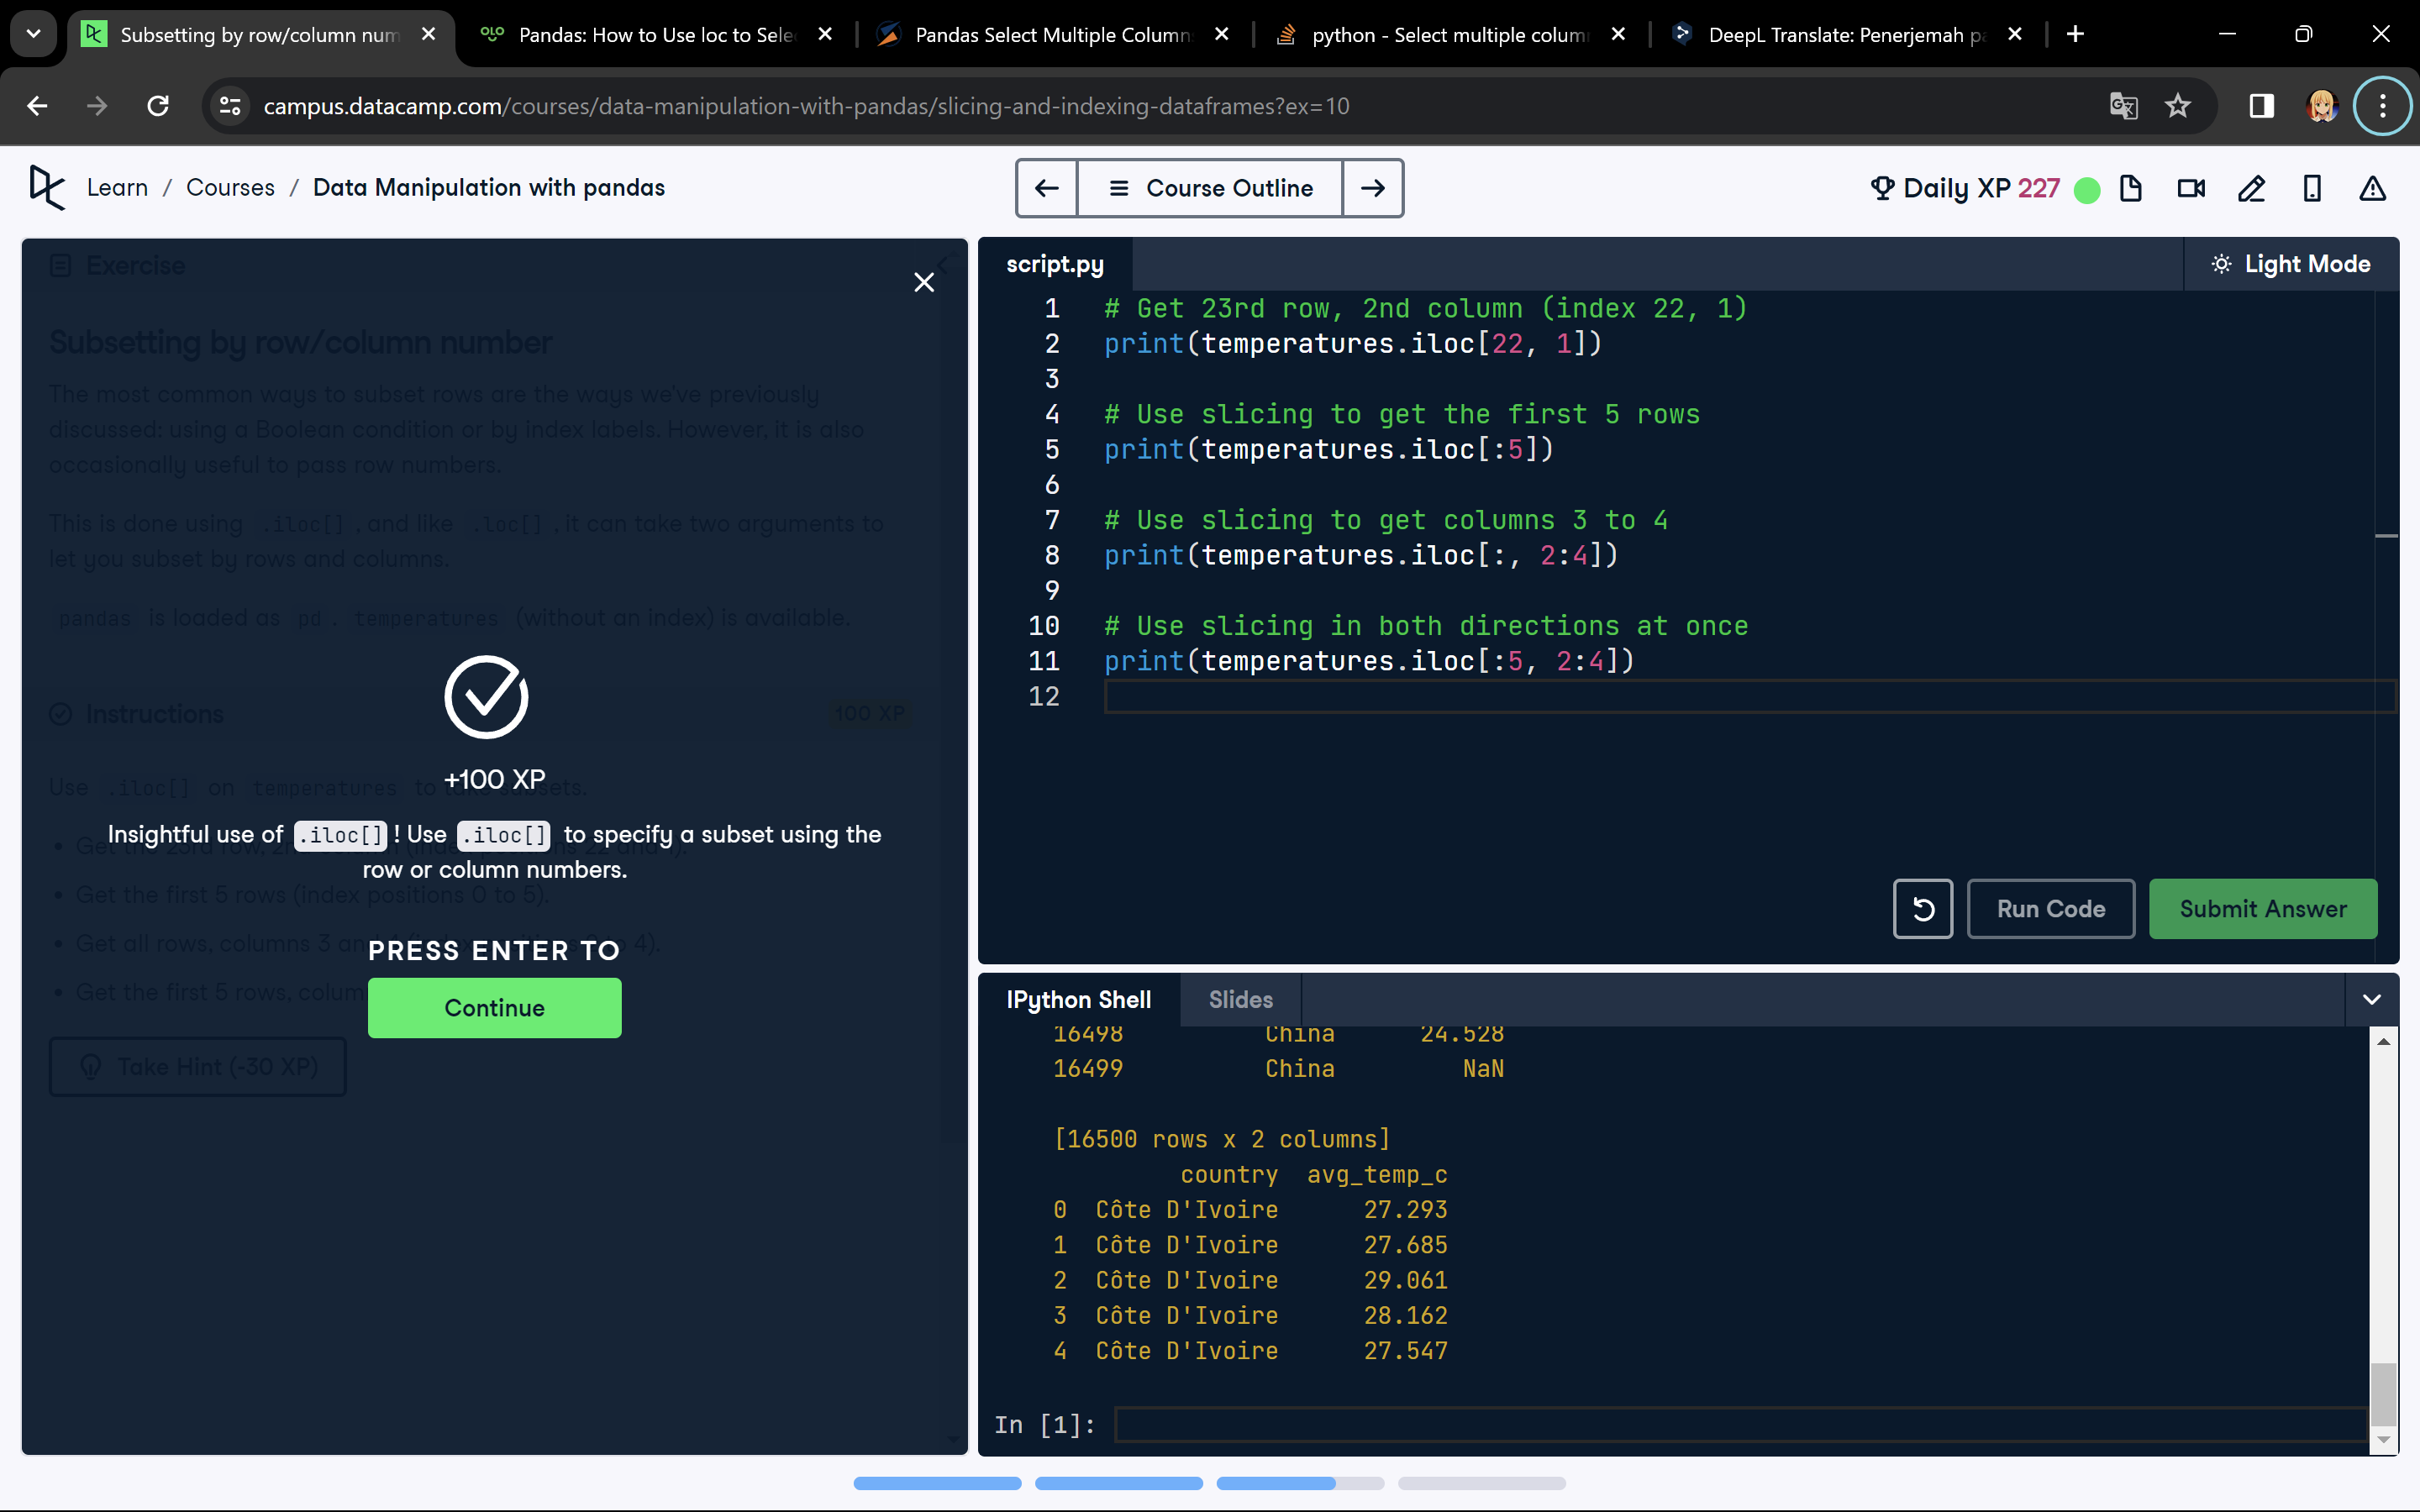 Subsetting by row/column num
Pandas: How to Use loc to Sele
Pandas Select Multiple Column
python - Select multiple colum
DeepL Translate: Penerjemah pa
campus.datacamp.com/courses/data-manipulation-with-pandas/slicing-and-indexing-dataframes?ex=10
Learn / Courses / Data Manipulation with pandas
Course Outline
Daily XP 227
Exercise
Subsetting by row/column number
The most common ways to subset rows are the ways we've previously
discussed: using a Boolean condition or by index labels. However, it is also
occasionally useful to pass row numbers.
This is done using .iloc[], and like .loc[], it can take two arguments to
let you subset by rows and columns.
pandas is loaded as pd. temperatures (without an index) is available.
Instructions
100 XP
Use .iloc[] on temperatures to take subsets.
+100 XP
Insightful use of .iloc[] ! Use .iloc[] to specify a subset using the
row or column numbers.
Get the first 5 rows (index positions 0 to 5).
Get all rows, columns 3 and 4 (index positions 2 to 4).
PRESS ENTER TO
Get the first 5 rows, colum
Continue
Take Hint (-30 XP)
script.py
Light Mode
1 # Get 23rd row, 2nd column (index 22, 1)
2 print(temperatures.iloc[22, 1])
3
4 # Use slicing to get the first 5 rows
5 print(temperatures.iloc[:5])
6
7 # Use slicing to get columns 3 to 4
8 print(temperatures.iloc[:, 2:4])
9
10 # Use slicing in both directions at once
11 print(temperatures.iloc[:5, 2:4])
12
Run Code
Submit Answer
IPython Shell
Slides
16498 China 24.528
16499 China NaN
[16500 rows x 2 columns]
country avg_temp_c
0 Côte D'Ivoire 27.293
1 Côte D'Ivoire 27.685
2 Côte D'Ivoire 29.061
3 Côte D'Ivoire 28.162
4 Côte D'Ivoire 27.547
In [1]: